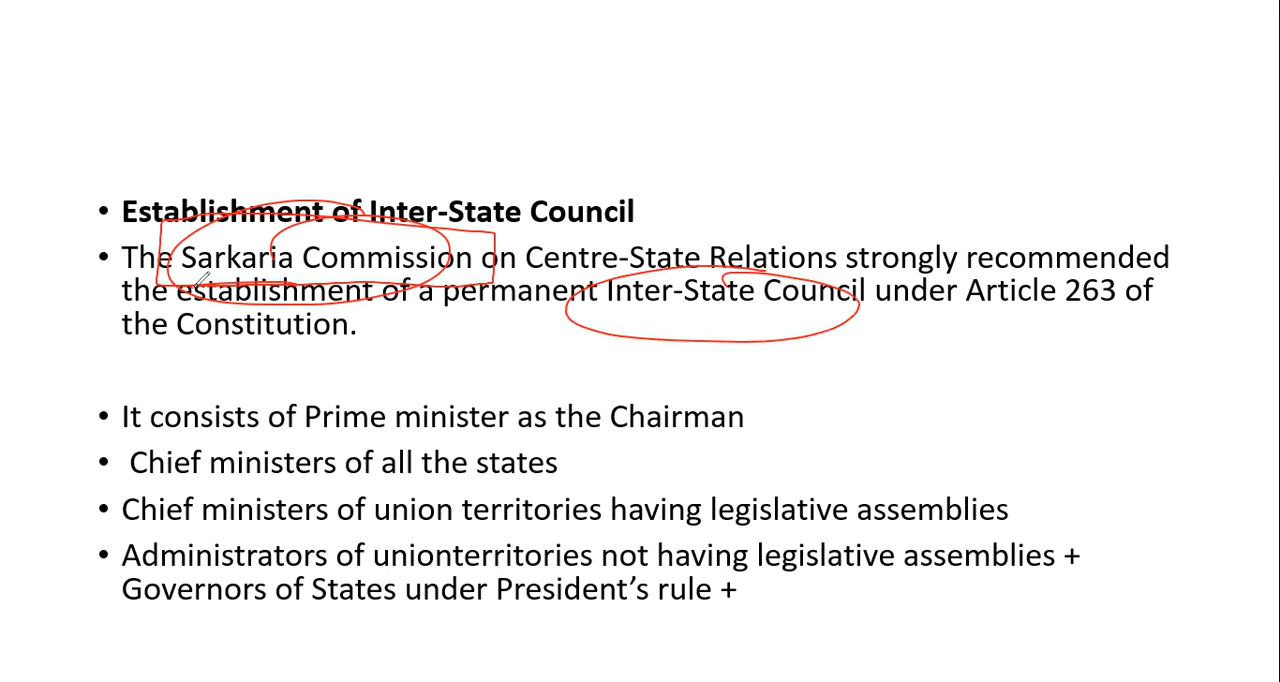 • Establishment of Inter-State Council
• The Sarkaria Commission on Centre-State Relations strongly recommended
the establishment of a permanent Inter-State Council under Article 263 of
the Constitution.
• It consists of Prime minister as the Chairman
• Chief ministers of all the states
• Chief ministers of union territories having legislative assemblies
• Administrators of unionterritories not having legislative assemblies +
Governors of States under President’s rule +